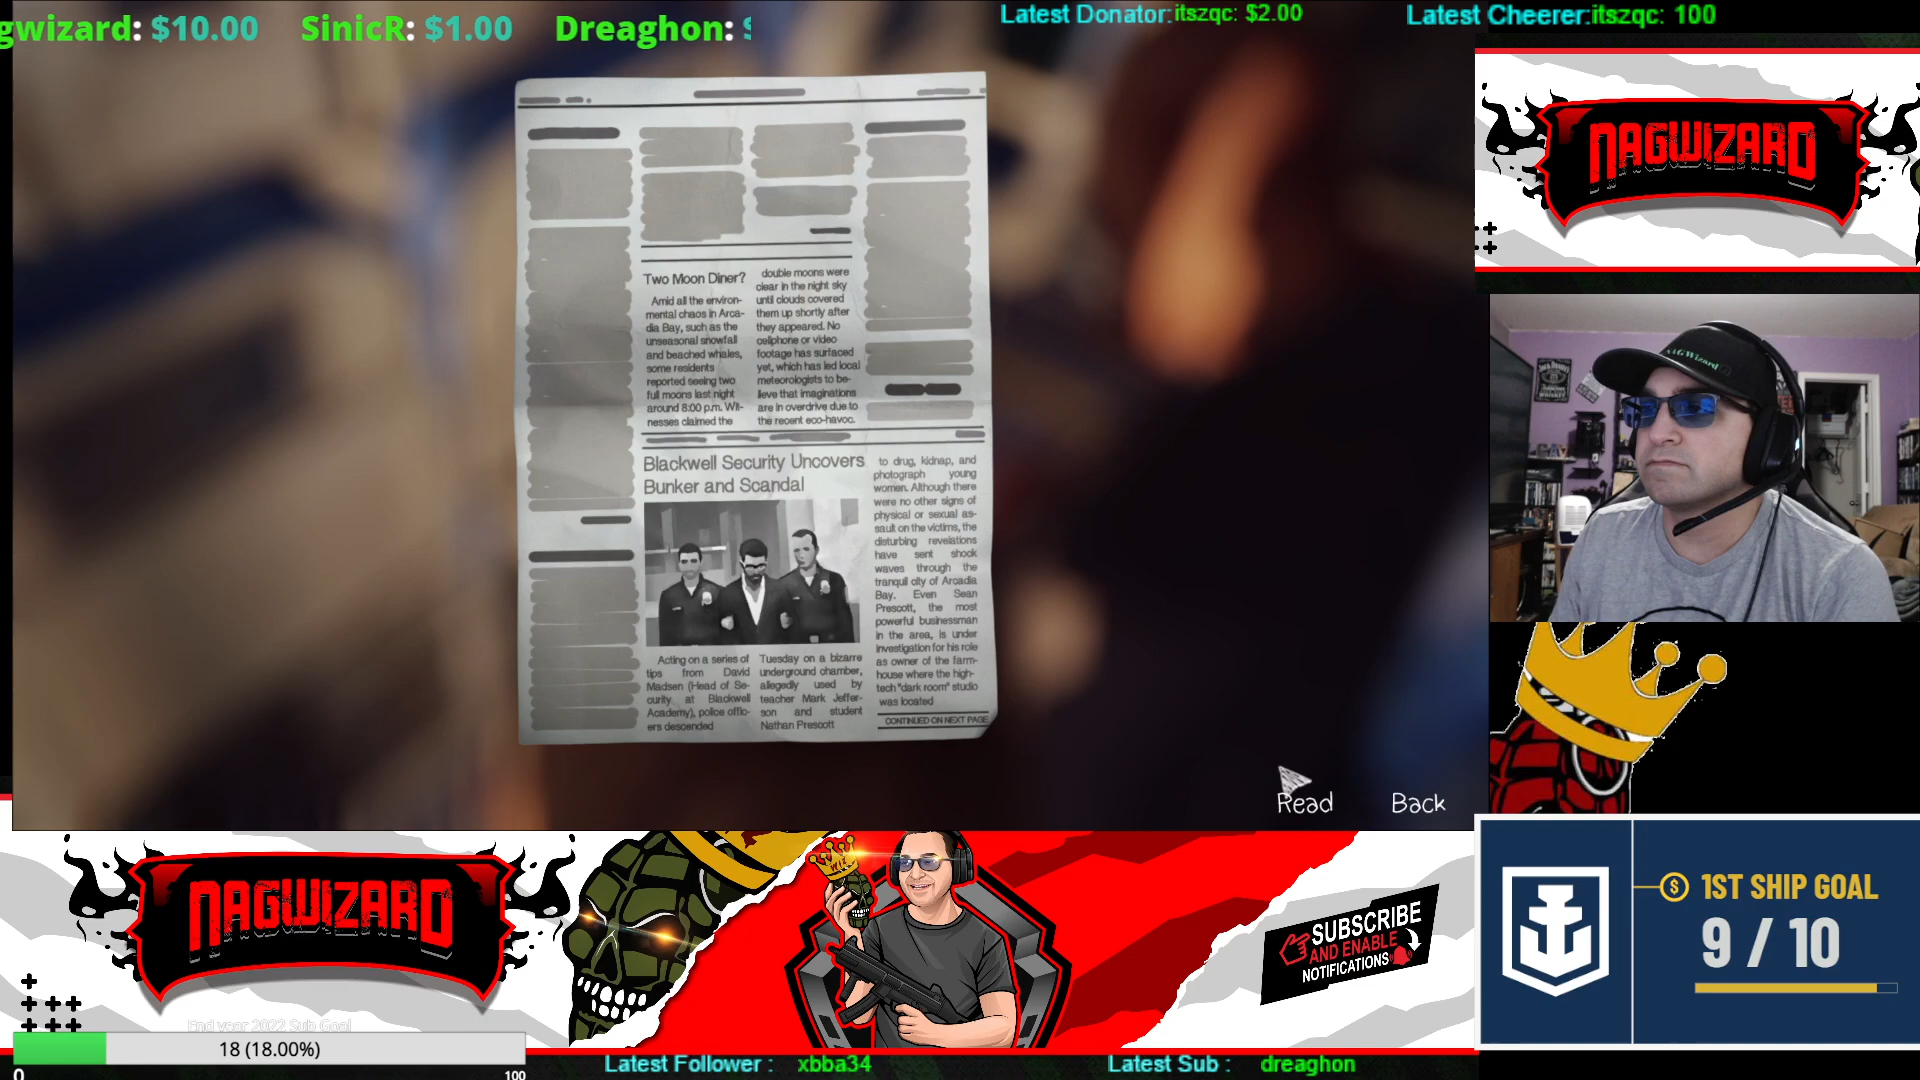 gwizard: $10.00 SinicR: $1.00 Dreaghon:
Latest Donator: itszqc: $2.00
Latest Cheerer: itszqc: 100
NAGWIZARD
Two Moon Diner?
Amid all the environ-
mental chaos in Arca-
dia Bay, such as the
unseasonal snowfall
and beached whales,
some residents
reported seeing two
full moons last night
around 8:00 p.m. Wit-
nesses claimed the
double moons were
clear in the night sky
until clouds covered
them up shortly after
they appeared. No
cellphone or video
footage has surfaced
yet, which has led local
meteorologists to be-
lieve that imaginations
are in overdrive due to
the recent eco-havoc.
Blackwell Security Uncovers
Bunker and Scandal
Acting on a series of
tips from David
Madsen (Head of Se-
curity at Blackwell
Academy), police offic-
ers descended
Tuesday on a bizarre
underground chamber,
allegedly used by
teacher Mark Jeffer-
son and student
Nathan Prescott
to drug, kidnap, and
photograph young
women. Although there
were no other signs of
physical or sexual as-
sault on the victims, the
disturbing revelations
have sent shock
waves through the
tranquil city of Arcadia
Bay. Even Sean
Prescott, the most
powerful businessman
in the area, is under
investigation for his role
as owner of the farm-
house where the high-
tech "dark room" studio
was located
CONTINUED ON NEXT PAGE
Read
Back
NAGWizard
NAGWIZARD
WIZ
SUBSCRIBE
AND ENABLE
NOTIFICATIONS
1ST SHIP GOAL
9 / 10
End year 2022 Sub Goal
18 (18.00%)
0
100
Latest Follower : xbba34
Latest Sub : dreaghon